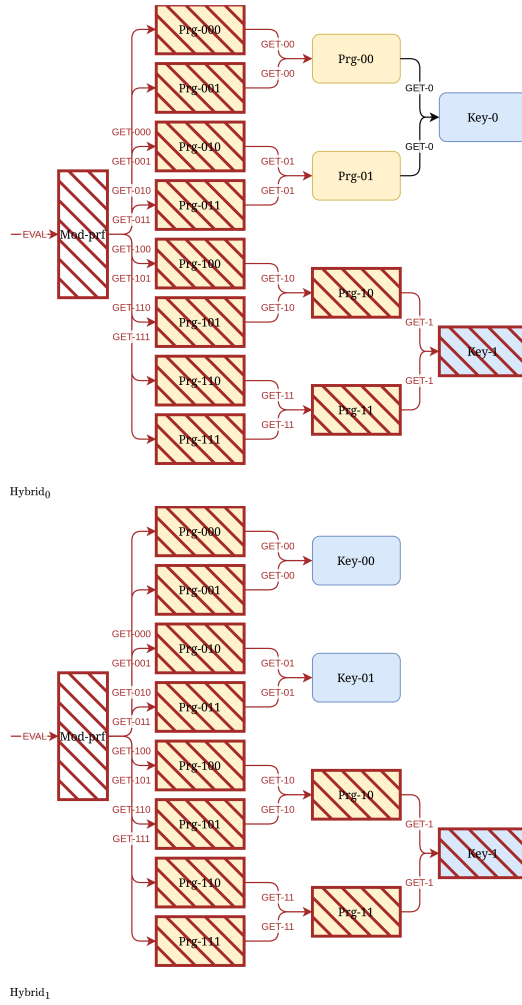 Prg-000
GET-00
Prg-00
GET-00
Prg-001
GET-0
Key-0
GET-0
GET-000
GET-001
Prg-010
GET-01
Prg-01
GET-01
GET-010
Prg-011
GET-011
EVAL
Mod-prf
GET-100
Prg-100
GET-101
GET-10
Prg-10
GET-10
GET-110
Prg-101
GET-111
GET-1
Key-1
GET-1
Prg-110
GET-11
Prg-11
GET-11
Prg-111
Hybrid0
Prg-000
GET-00
Key-00
GET-00
Prg-001
GET-000
GET-001
Prg-010
GET-01
Key-01
GET-01
GET-010
Prg-011
GET-011
EVAL
Mod-prf
GET-100
Prg-100
GET-101
GET-10
Prg-10
GET-10
GET-110
Prg-101
GET-111
GET-1
Key-1
GET-1
Prg-110
GET-11
Prg-11
GET-11
Prg-111
Hybrid1